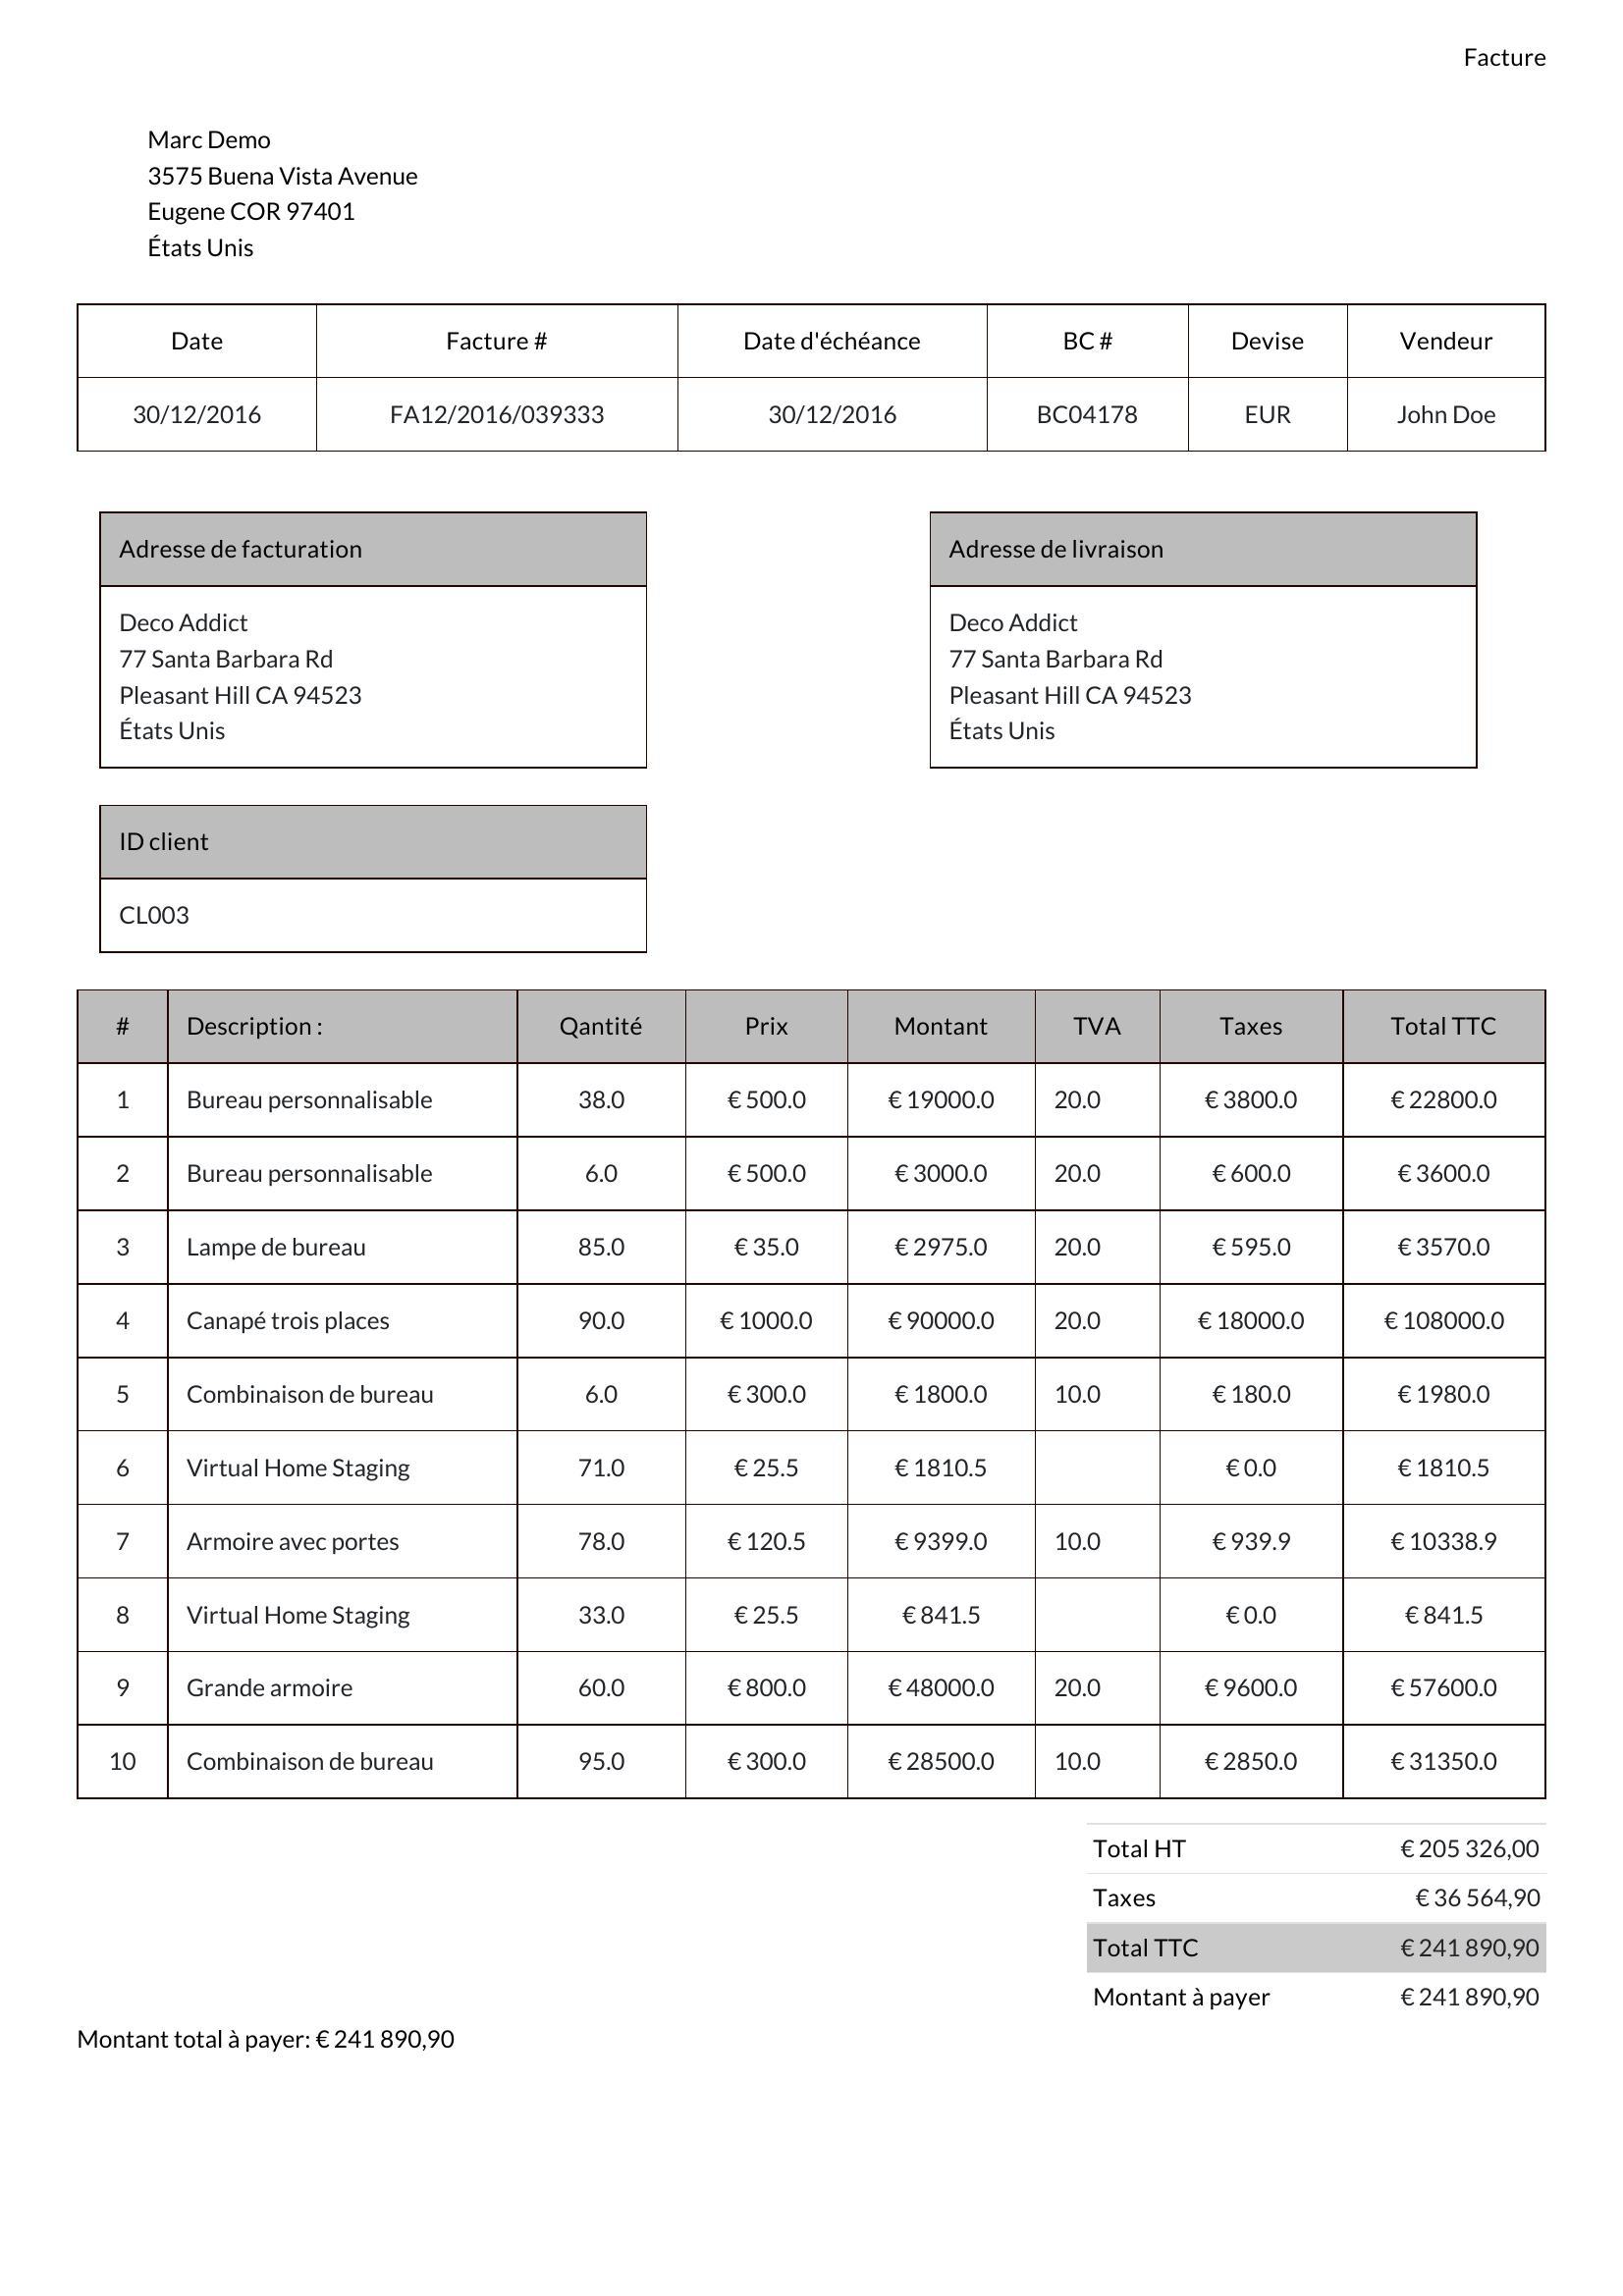 Facture
Marc Demo
3575 Buena Vista Avenue
Eugene COR 97401
États Unis
Date Facture # Date d'échéance BC # Devise Vendeur
30/12/2016 FA12/2016/039333 30/12/2016 BC04178 EUR John Doe
Adresse de facturation
Deco Addict
77 Santa Barbara Rd
Pleasant Hill CA 94523
États Unis
Adresse de livraison
Deco Addict
77 Santa Barbara Rd
Pleasant Hill CA 94523
États Unis
ID client
CL003
# Description : Qantité Prix Montant TVA Taxes Total TTC
1 Bureau personnalisable 38.0 € 500.0 € 19000.0 20.0 € 3800.0 € 22800.0
2 Bureau personnalisable 6.0 € 500.0 € 3000.0 20.0 € 600.0 € 3600.0
3 Lampe de bureau 85.0 € 35.0 € 2975.0 20.0 € 595.0 € 3570.0
4 Canapé trois places 90.0 € 1000.0 € 90000.0 20.0 € 18000.0 € 108000.0
5 Combinaison de bureau 6.0 € 300.0 € 1800.0 10.0 € 180.0 € 1980.0
6 Virtual Home Staging 71.0 € 25.5 € 1810.5 € 0.0 € 1810.5
7 Armoire avec portes 78.0 € 120.5 € 9399.0 10.0 € 939.9 € 10338.9
8 Virtual Home Staging 33.0 € 25.5 € 841.5 € 0.0 € 841.5
9 Grande armoire 60.0 € 800.0 € 48000.0 20.0 € 9600.0 € 57600.0
10 Combinaison de bureau 95.0 € 300.0 € 28500.0 10.0 € 2850.0 € 31350.0
Total HT € 205 326,00
Taxes € 36 564,90
Total TTC € 241 890,90
Montant à payer € 241 890,90
Montant total à payer: € 241 890,90